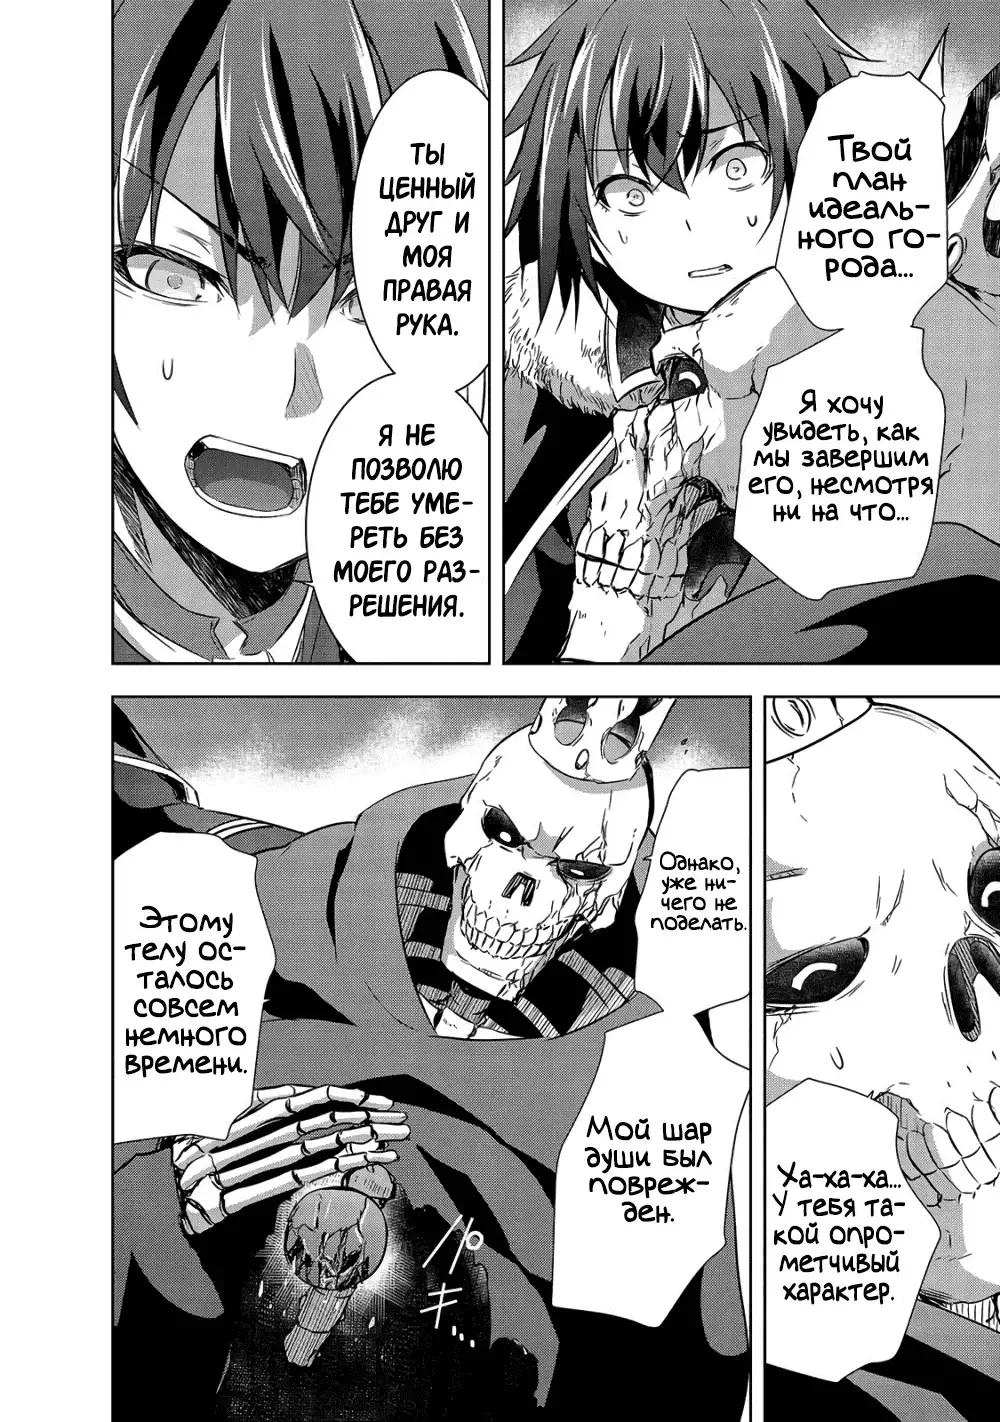 Твой
план
идеаль-
ного го-
рода...
Я хочу
увидеть, как
мы завершим
его, несмотря
ни на что...
Ты
ценный
друг и
моя
правая
рука.
Я не
позволю
тебе уме-
реть без
моего раз-
решения.
Ха-ха-ха...
У тебя та-
кой опро-
метчивый
характер.
Однако,
уже ни-
чего не
поделать.
Мой шар
души был
повреж-
ден.
Этому
телу ос-
талось
совсем
немного
времени.
パキ...